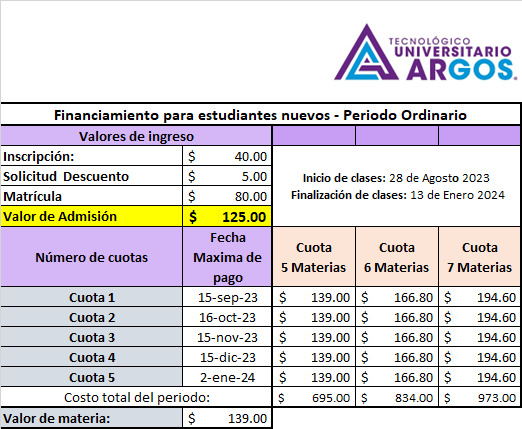 TECNOLÓGICO
UNIVERSITARIO
ARGOS.
Financiamiento para estudiantes nuevos - Periodo Ordinario
Valores de ingreso
Inscripción: $ 40.00
Solicitud Descuento $ 5.00
Matrícula $ 80.00
Valor de Admisión $ 125.00
Inicio de clases: 28 de Agosto 2023
Finalización de clases: 13 de Enero 2024
Número de cuotas
Fecha
Maxima de
pago
Cuota
5 Materias
Cuota
6 Materias
Cuota
7 Materias
Cuota 1 15-sep-23 $ 139.00 $ 166.80 $ 194.60
Cuota 2 16-oct-23 $ 139.00 $ 166.80 $ 194.60
Cuota 3 15-nov-23 $ 139.00 $ 166.80 $ 194.60
Cuota 4 15-dic-23 $ 139.00 $ 166.80 $ 194.60
Cuota 5 2-ene-24 $ 139.00 $ 166.80 $ 194.60
Costo total del periodo: $ 695.00 $ 834.00 $ 973.00
Valor de materia: $ 139.00